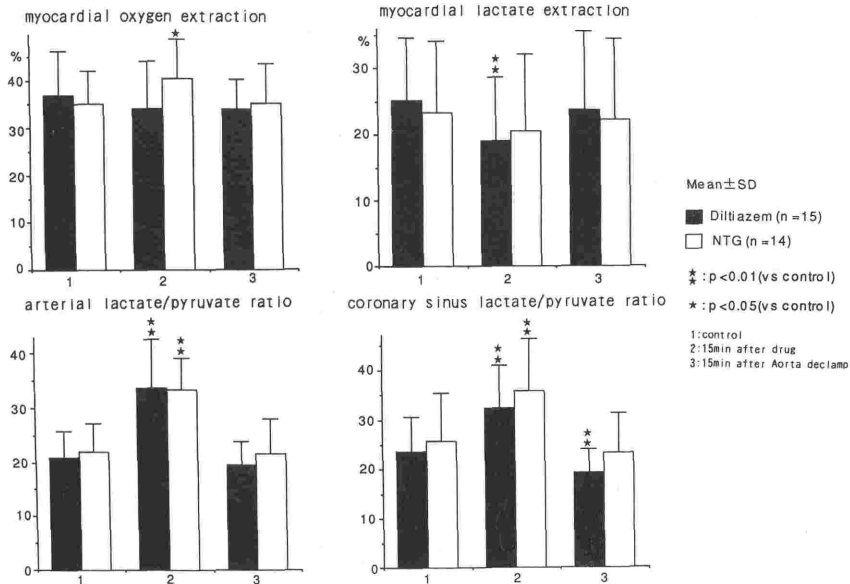 myocardial oxygen extraction
%
40
30
20
10
0
★
1 2 3
myocardial lactate extraction
%
30
20
10
0
★
★
1 2 3
arterial lactate/pyruvate ratio
40
30
20
10
0
★ ★
★ ★
1 2 3
coronary sinus lactate/pyruvate ratio
40
30
20
10
0
★ ★ ★
★ ★ ★
1 2 3
Mean±SD
Diltiazem (n=15)
NTG (n=14)
★
★ : p<0.01(vs control)
★ : p<0.05(vs control)
1:control
2:15min after drug
3:15min after Aorta declamp